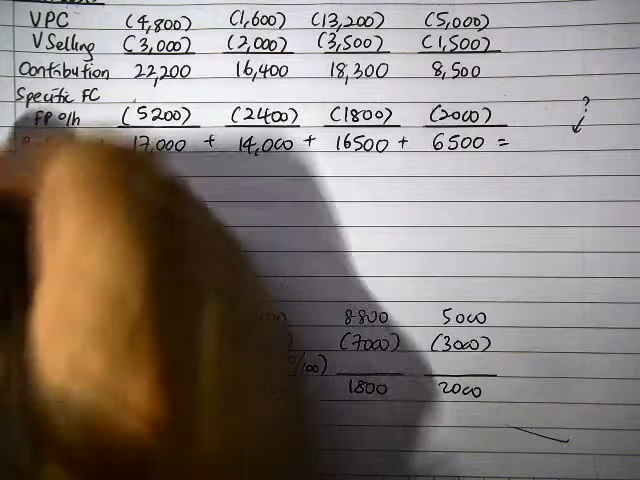 VPC (4,800) (1,600) (13,200) (5,000)
V Selling (3,000) (2,000) (3,500) (1,500)
Contribution 22,200 16,400 18,300 8,500
Specific FC
FP o/h (5200) (2400) (1800) (2000) ?
17,000 + 14,000 + 16500 + 6500 =
8800 5000
(7000) (3000)
1800 2000